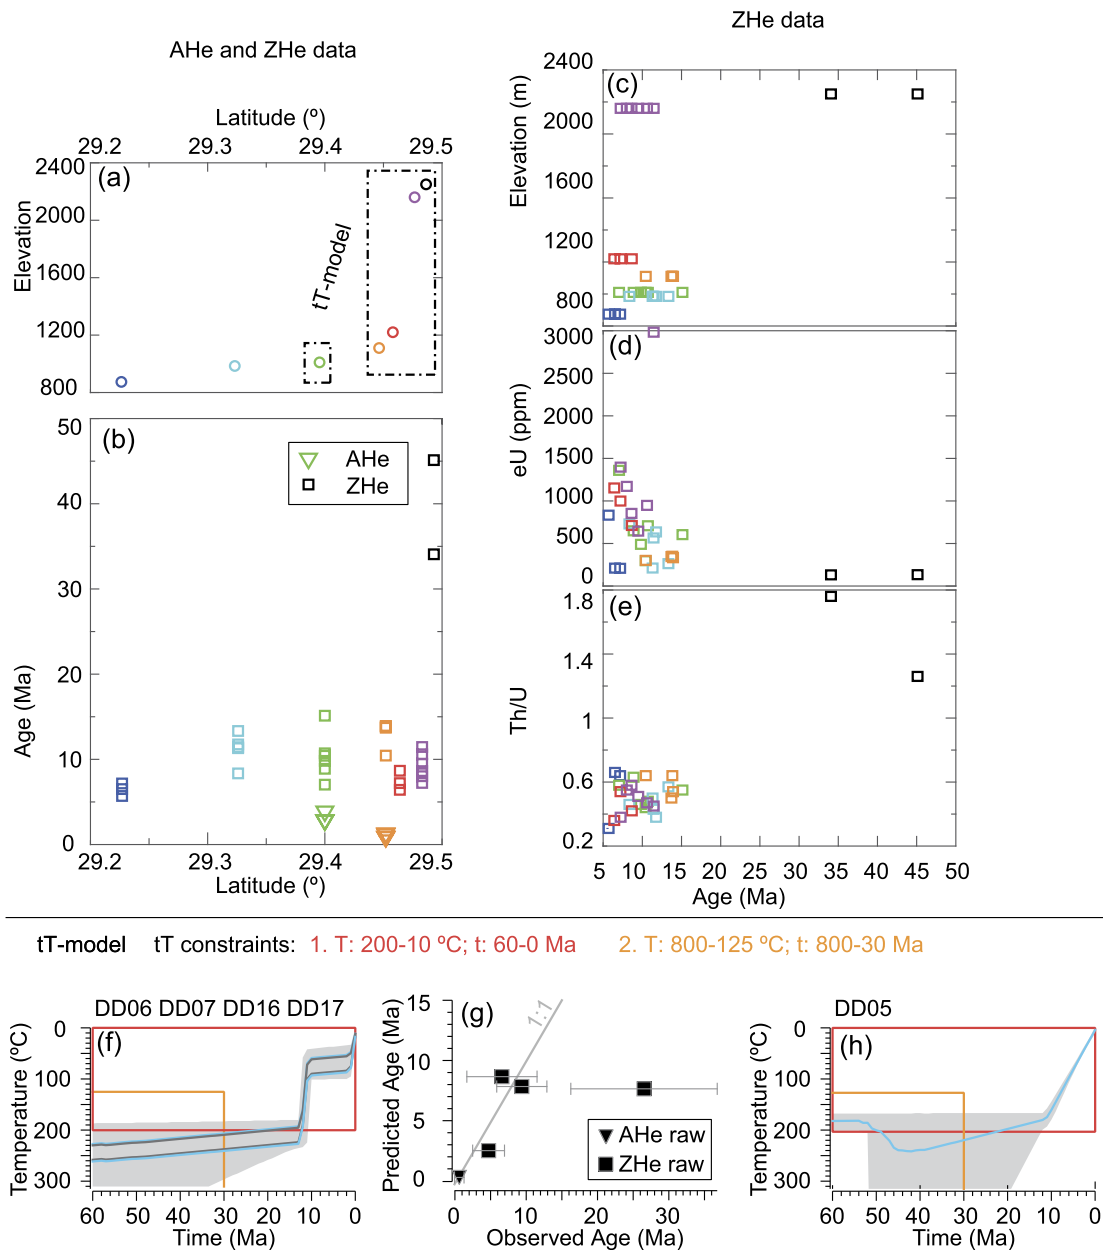 AHe and ZHe data
ZHe data
Latitude (º)
29.2 29.3 29.4 29.5
(a)
Elevation
2400
2000
1600
1200
800
tT-model
(b)
AHe
ZHe
Age (Ma)
50
40
30
20
10
0
29.2 29.3 29.4 29.5
Latitude (º)
(c)
Elevation (m)
2400
2000
1600
1200
800
(d)
eU (ppm)
3000
2500
2000
1500
1000
500
0
(e)
Th/U
1.8
1.4
1
0.6
0.2
5 10 15 20 25 30 35 40 45 50
Age (Ma)
tT-model tT constraints: 1. T: 200-10 ºC; t: 60-0 Ma 2. T: 800-125 ºC; t: 800-30 Ma
DD06 DD07 DD16 DD17
(f)
Temperature (ºC)
0
100
200
300
60 50 40 30 20 10 0
Time (Ma)
(g)
1:1
Predicted Age (Ma)
15
10
5
0
AHe raw
ZHe raw
0 10 20 30
Observed Age (Ma)
DD05
(h)
Temperature (ºC)
0
100
200
300
60 50 40 30 20 10 0
Time (Ma)